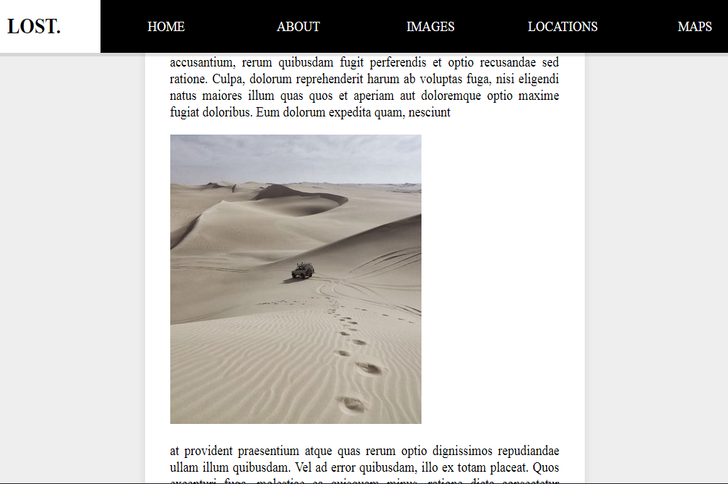 LOST.
HOME ABOUT IMAGES LOCATIONS MAPS
accusantium, rerum quibusdam fugit perferendis et optio recusandae sed
ratione. Culpa, dolorum reprehenderit harum ab voluptas fuga, nisi eligendi
natus maiores illum quas quos et aperiam aut doloremque optio maxime
fugiat doloribus. Eum dolorum expedita quam, nesciunt
at provident praesentium atque quas rerum optio dignissimos repudiandae
ullam illum quibusdam. Vel ad error quibusdam, illo ex totam placeat. Quos